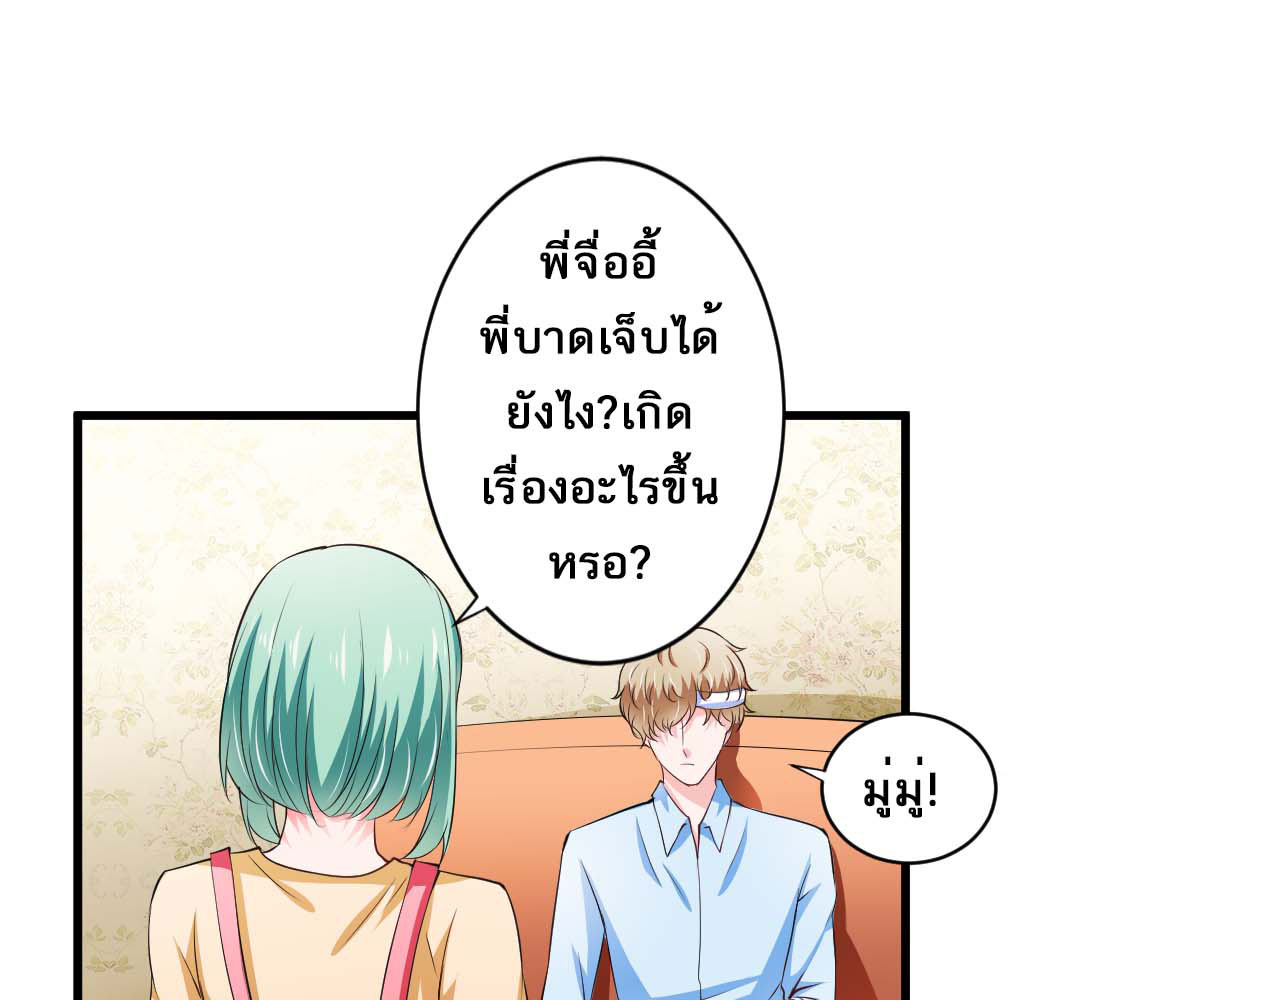 พี่จื่ออี้
พี่บาดเจ็บได้
ยังไง?เกิด
เรื่องอะไรขึ้น
หรอ?
มู่มู่!